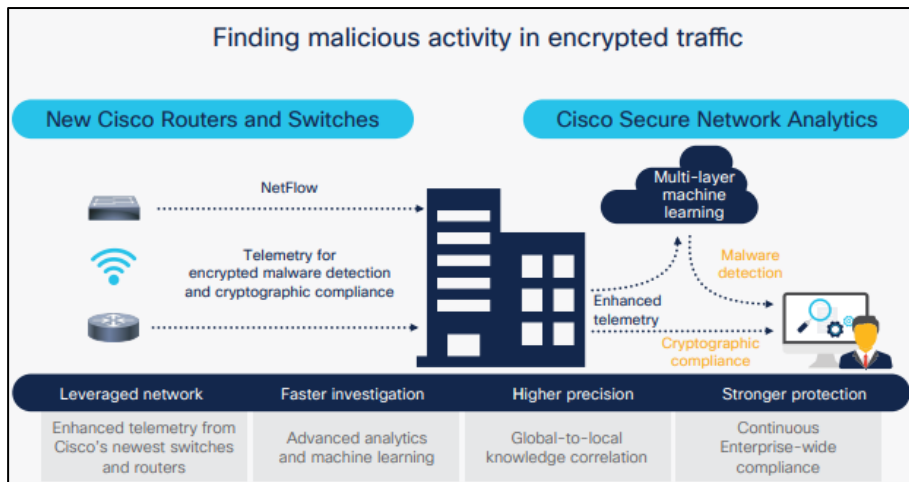 Finding malicious activity in encrypted traffic
New Cisco Routers and Switches
Cisco Secure Network Analytics
NetFlow
Telemetry for
encrypted malware detection
and cryptographic compliance
Multi-layer
machine
learning
Malware
detection
Enhanced
telemetry
Cryptographic
compliance
Leveraged network
Faster investigation
Higher precision
Stronger protection
Enhanced telemetry from
Cisco's newest switches
and routers
Advanced analytics
and machine learning
Global-to-local
knowledge correlation
Continuous
Enterprise-wide
compliance